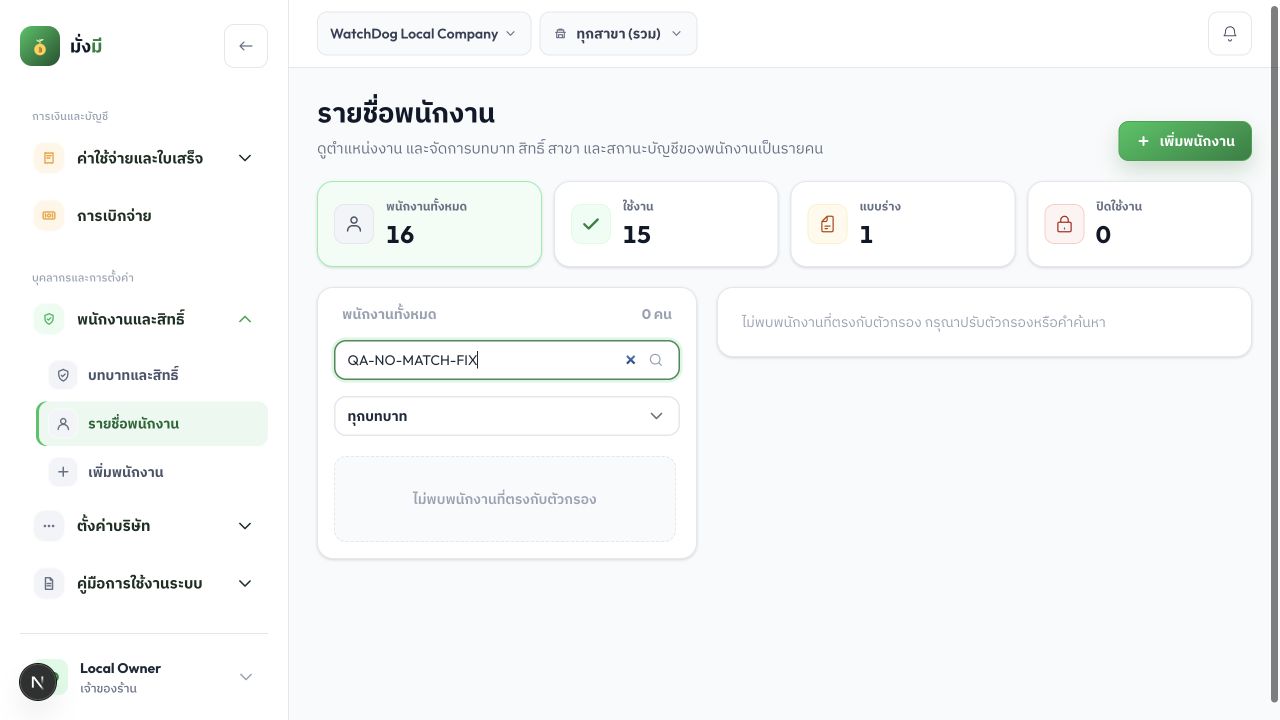 มั่งมี
การเงินและบัญชี
ค่าใช้จ่ายและใบเสร็จ
การเบิกจ่าย
บุคลากรและการตั้งค่า
พนักงานและสิทธิ์
บทบาทและสิทธิ์
รายชื่อพนักงาน
เพิ่มพนักงาน
ตั้งค่าบริษัท
คู่มือการใช้งานระบบ
N
Local Owner
เจ้าของร้าน
WatchDog Local Company
ทุกสาขา (รวม)
รายชื่อพนักงาน
ดูตำแหน่งงาน และจัดการบทบาท สิทธิ์ สาขา และสถานะบัญชีของพนักงานเป็นรายคน
+ เพิ่มพนักงาน
พนักงานทั้งหมด
16
ใช้งาน
15
แบบร่าง
1
ปิดใช้งาน
0
พนักงานทั้งหมด 0 คน
QA-NO-MATCH-FIX
ทุกบทบาท
ไม่พบพนักงานที่ตรงกับตัวกรอง
ไม่พบพนักงานที่ตรงกับตัวกรอง กรุณาปรับตัวกรองหรือคำค้นหา